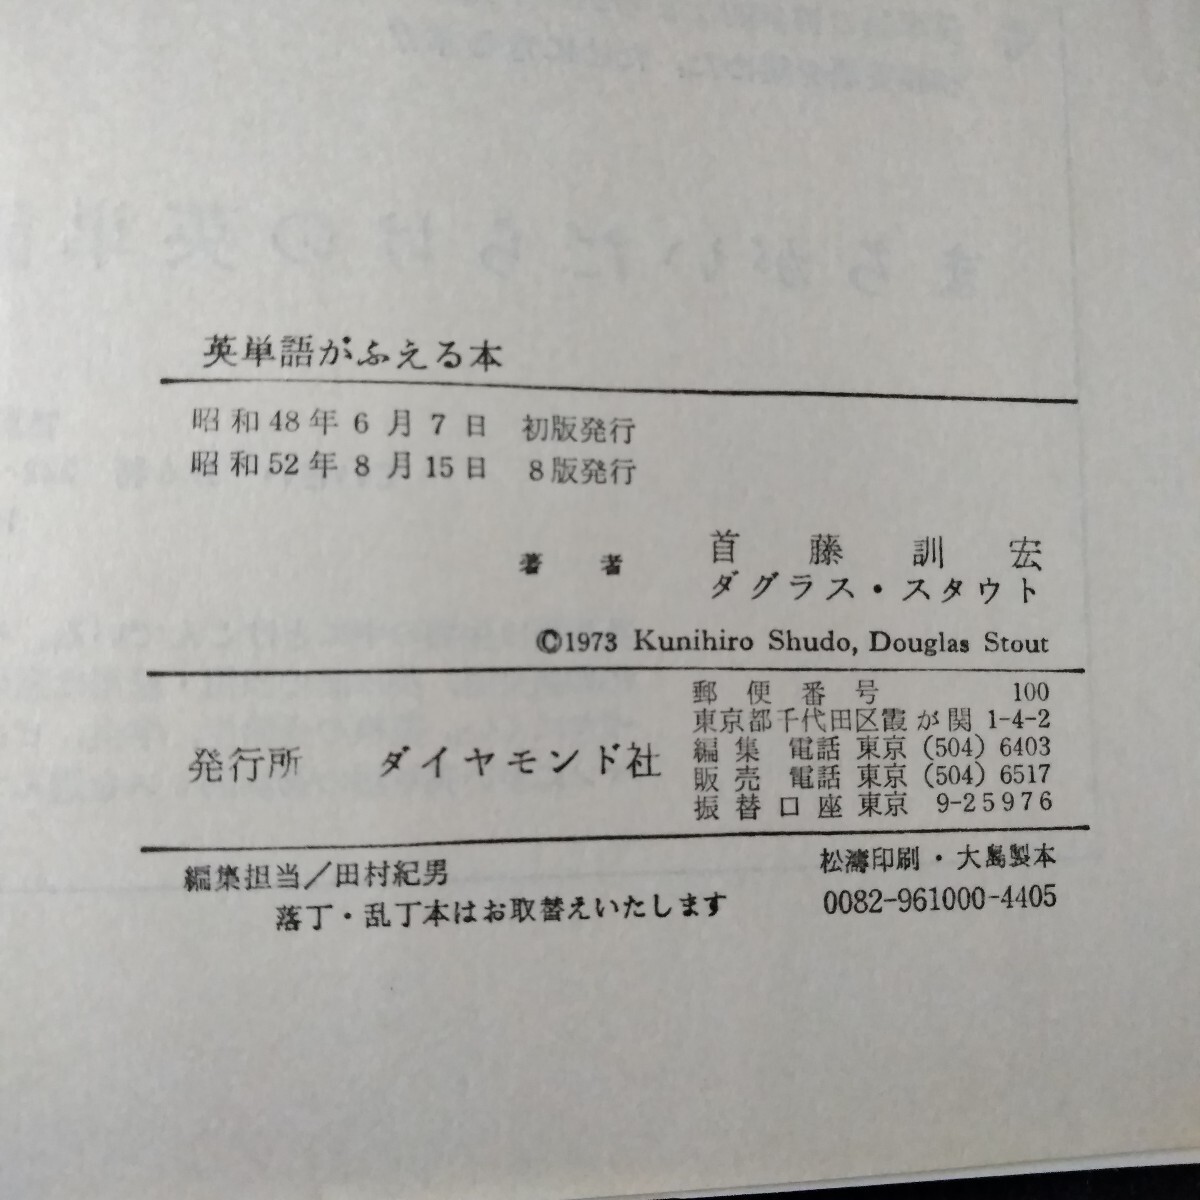 英単語がふえる本
昭和48年6月7日 初版発行
昭和52年8月15日 8版発行
著者 首藤訓宏
ダグラス・スタウト
©1973 Kunihiro Shudo, Douglas Stout
発行所 ダイヤモンド社
郵便番号 100
東京都千代田区霞が関 1-4-2
編集 電話 東京 (504) 6403
販売 電話 東京 (504) 6517
振替口座 東京 9-25976
編集担当/田村紀男
落丁・乱丁本はお取替えいたします
松濤印刷・大島製本
0082-961000-4405